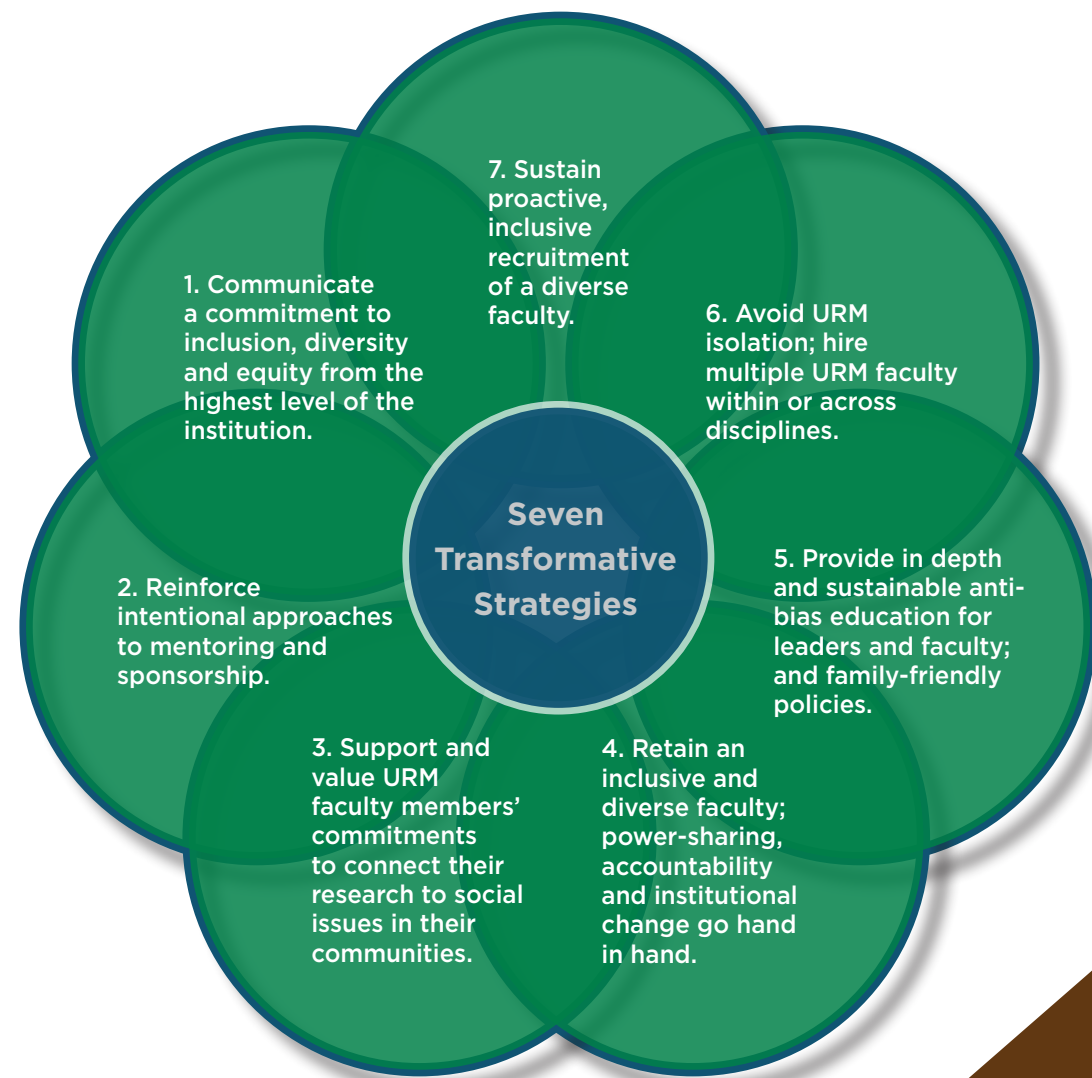 7. Sustain
proactive,
inclusive
recruitment
of a diverse
faculty.
1. Communicate
a commitment to
inclusion, diversity
and equity from the
highest level of the
institution.
6. Avoid URM
isolation; hire
multiple URM faculty
within or across
disciplines.
Seven
Transformative
Strategies
2. Reinforce
intentional approaches
to mentoring and
sponsorship.
5. Provide in depth
and sustainable anti-
bias education for
leaders and faculty;
and family-friendly
policies.
3. Support and
value URM
faculty members’
commitments
to connect their
research to social
issues in their
communities.
4. Retain an
inclusive and
diverse faculty;
power-sharing,
accountability
and institutional
change go hand
in hand.